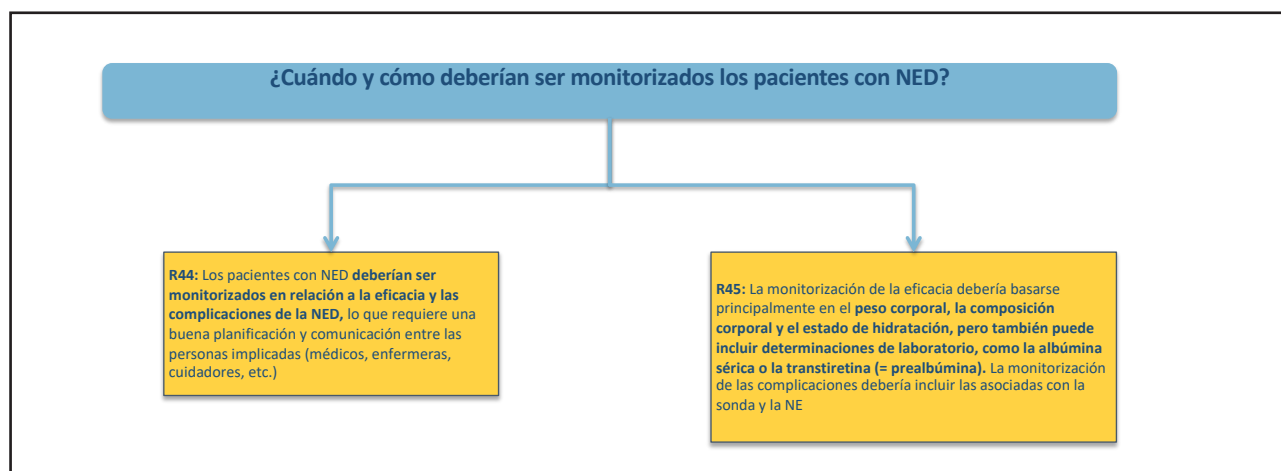 ¿Cuándo y cómo deberían ser monitorizados los pacientes con NED?
R44: Los pacientes con NED deberían ser
monitorizados en relación a la eficacia y las
complicaciones de la NED, lo que requiere una
buena planificación y comunicación entre las
personas implicadas (médicos, enfermeras,
cuidadores, etc.)
R45: La monitorización de la eficacia debería basarse
principalmente en el peso corporal, la composición
corporal y el estado de hidratación, pero también puede
incluir determinaciones de laboratorio, como la albúmina
sérica o la transtiretina (= prealbúmina). La monitorización
de las complicaciones debería incluir las asociadas con la
sonda y la NE